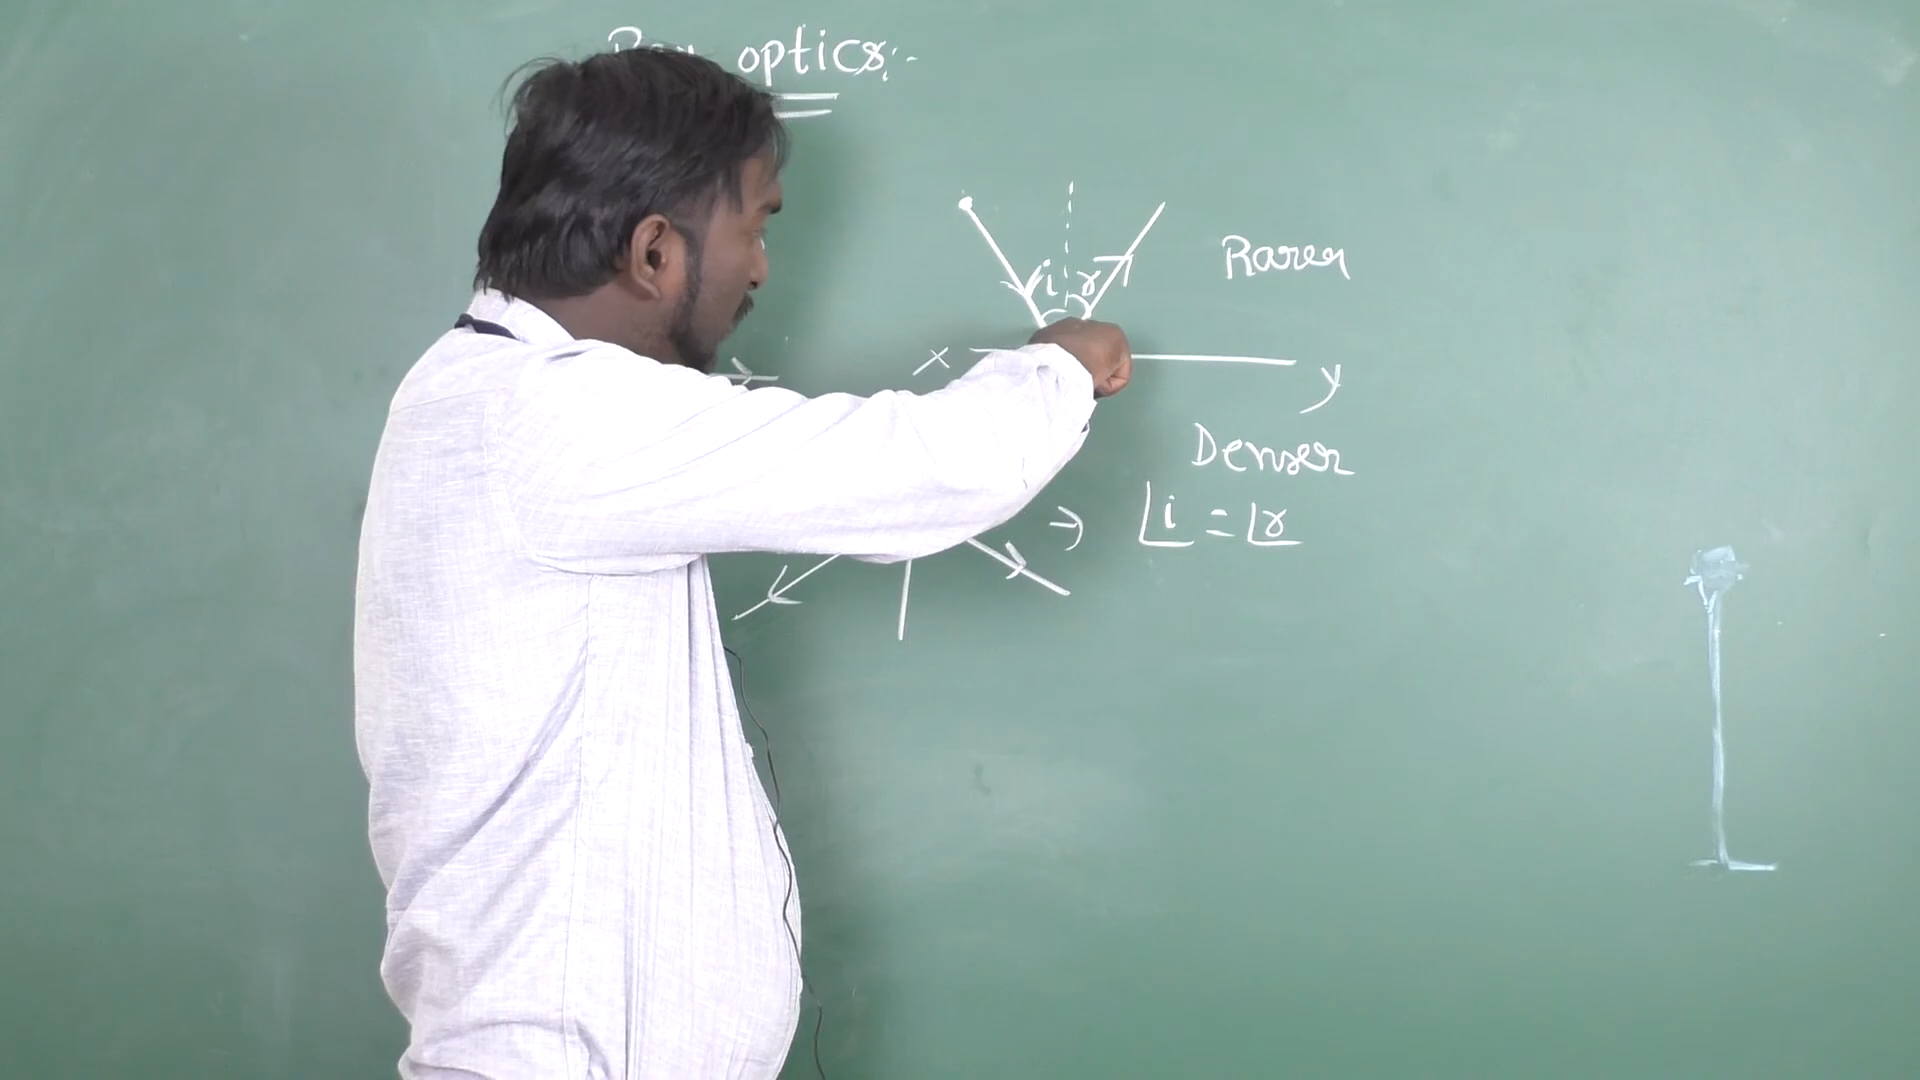 optics:-
i r
Rarer
x y
Denser
→ ∠i = ∠r